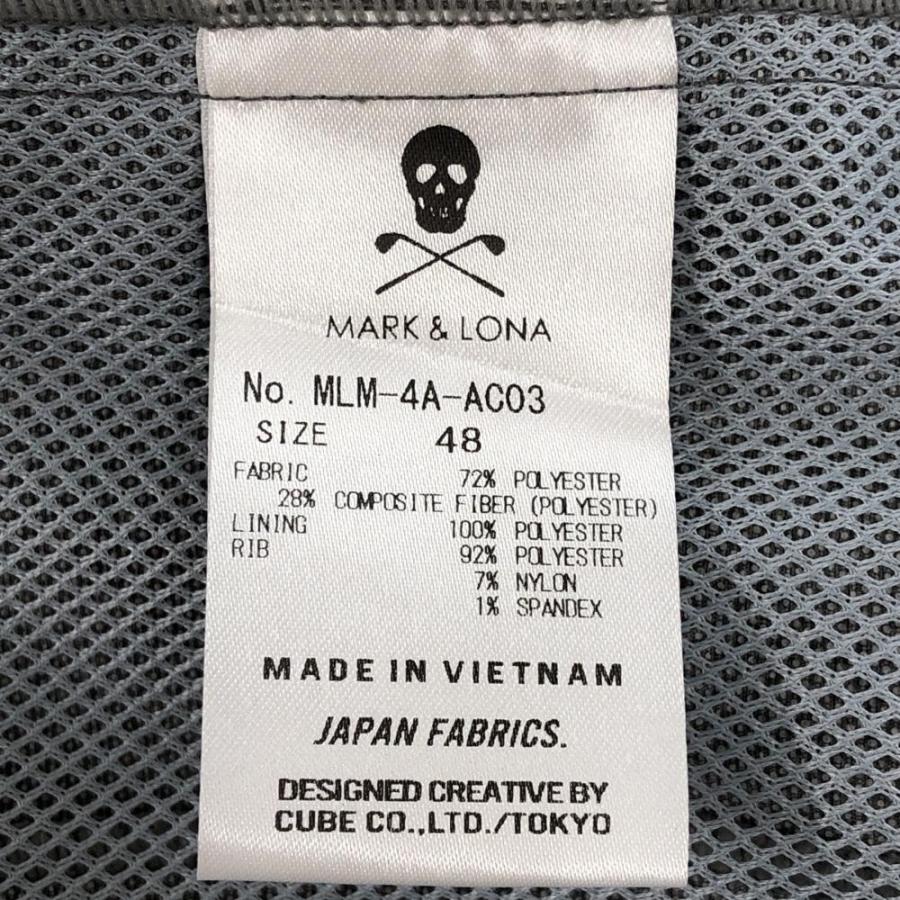 MARK & LONA
No. MLM-4A-AC03
SIZE 48
FABRIC 72% POLYESTER
28% COMPOSITE FIBER (POLYESTER)
LINING 100% POLYESTER
RIB 92% POLYESTER
7% NYLON
1% SPANDEX
MADE IN VIETNAM
JAPAN FABRICS.
DESIGNED CREATIVE BY
CUBE CO.,LTD./TOKYO